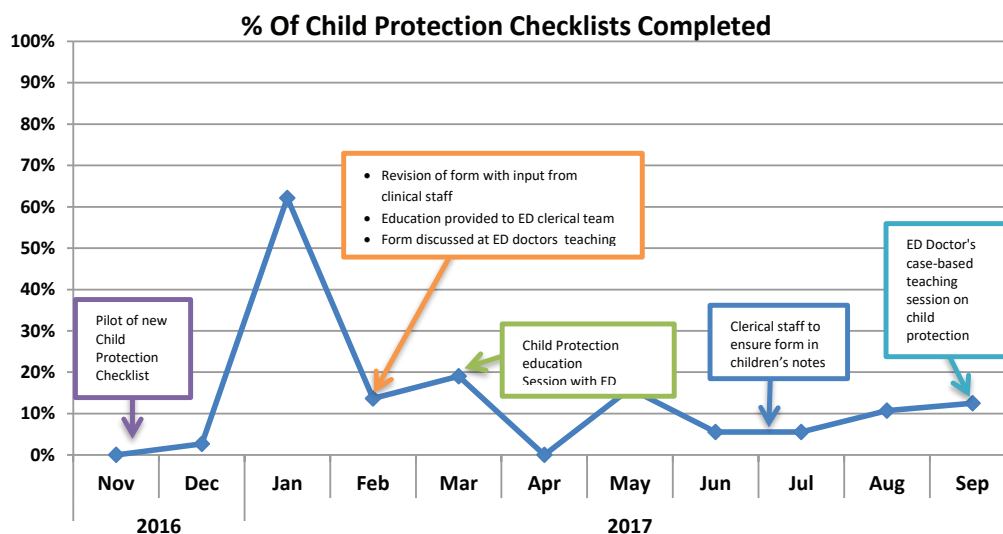 % Of Child Protection Checklists Completed
100%
90%
80%
70%
60%
50%
40%
30%
20%
10%
0%
• Revision of form with input from
clinical staff
• Education provided to ED clerical team
• Form discussed at ED doctors teaching
Pilot of new
Child
Protection
Checklist
Child Protection
education
Session with ED
Clerical staff to
ensure form in
children’s notes
ED Doctor's
case-based
teaching
session on
child
protection
Nov Dec Jan Feb Mar Apr May Jun Jul Aug Sep
2016 2017